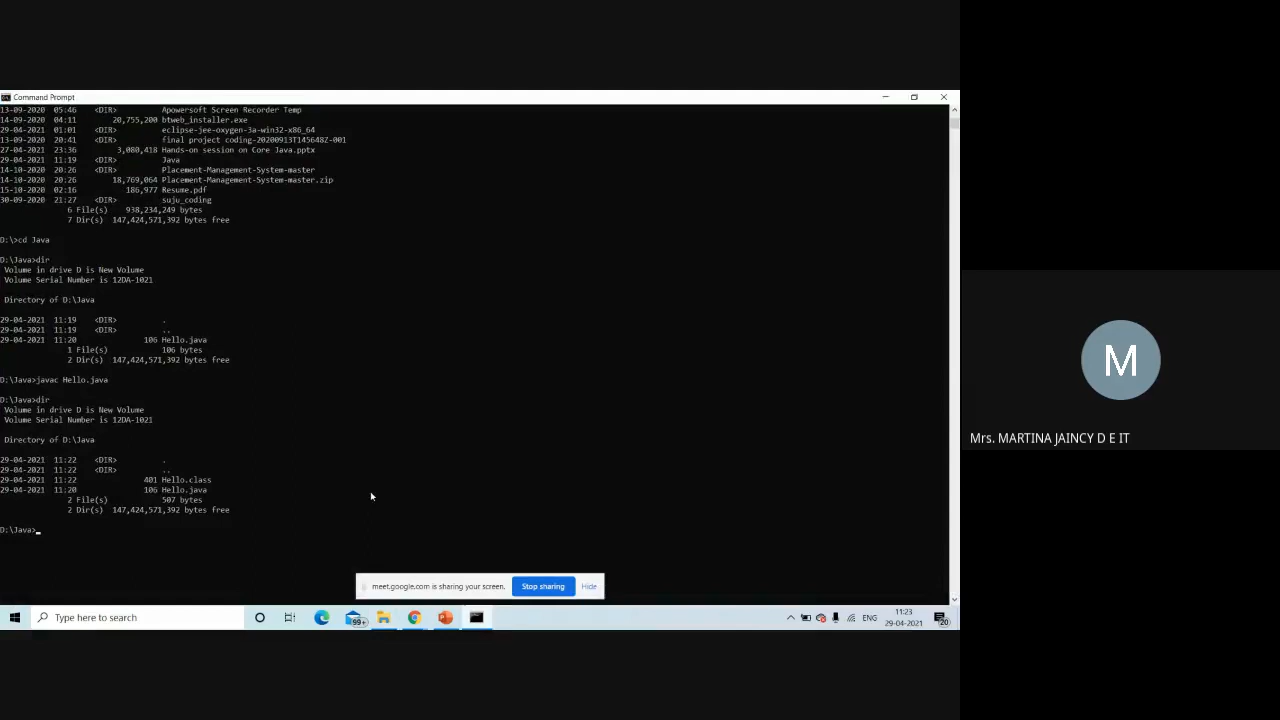 Command Prompt
13-09-2020  05:46    <DIR>          Apowersoft Screen Recorder Temp
14-09-2020  04:11        20,755,200 btweb_installer.exe
29-04-2021  01:01    <DIR>          eclipse-jee-oxygen-3a-win32-x86_64
13-09-2020  20:41    <DIR>          final project coding-20200913T145648Z-001
27-04-2021  23:36         3,080,418 Hands-on session on Core Java.pptx
29-04-2021  11:19    <DIR>          Java
14-10-2020  20:26    <DIR>          Placement-Management-System-master
14-10-2020  20:26        18,769,064 Placement-Management-System-master.zip
15-10-2020  02:16           186,977 Resume.pdf
30-09-2020  21:27    <DIR>          suju_coding
6 File(s)    938,234,249 bytes
7 Dir(s)  147,424,571,392 bytes free
D:\>cd Java
D:\Java>dir
Volume in drive D is New Volume
Volume Serial Number is 12DA-1021
Directory of D:\Java
29-04-2021  11:19    <DIR>          .
29-04-2021  11:19    <DIR>          ..
29-04-2021  11:20               106 Hello.java
1 File(s)            106 bytes
2 Dir(s)  147,424,571,392 bytes free
D:\Java>javac Hello.java
D:\Java>dir
Volume in drive D is New Volume
Volume Serial Number is 12DA-1021
Directory of D:\Java
29-04-2021  11:22    <DIR>          .
29-04-2021  11:22    <DIR>          ..
29-04-2021  11:22               401 Hello.class
29-04-2021  11:20               106 Hello.java
2 File(s)            507 bytes
2 Dir(s)  147,424,571,392 bytes free
D:\Java>
M
Mrs. MARTINA JAINCY D E IT
meet.google.com is sharing your screen. Stop sharing Hide
Type here to search
99+
ENG
11:23
29-04-2021
20